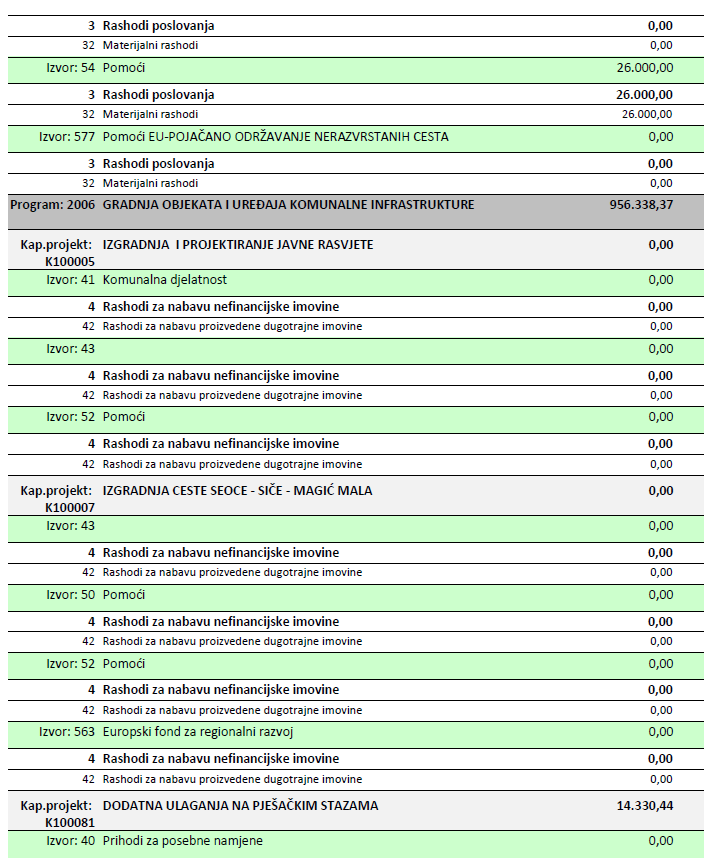 3 Rashodi poslovanja 0,00
32 Materijalni rashodi 0,00
Izvor: 54 Pomoći 26.000,00
3 Rashodi poslovanja 26.000,00
32 Materijalni rashodi 26.000,00
Izvor: 577 Pomoći EU-POJAČANO ODRŽAVANJE NERAZVRSTANIH CESTA 0,00
3 Rashodi poslovanja 0,00
32 Materijalni rashodi 0,00
Program: 2006 GRADNJA OBJEKATA I UREĐAJA KOMUNALNE INFRASTRUKTURE 956.338,37
Kap.projekt: IZGRADNJA I PROJEKTIRANJE JAVNE RASVJETE 0,00
K100005
Izvor: 41 Komunalna djelatnost 0,00
4 Rashodi za nabavu nefinancijske imovine 0,00
42 Rashodi za nabavu proizvedene dugotrajne imovine 0,00
Izvor: 43 0,00
4 Rashodi za nabavu nefinancijske imovine 0,00
42 Rashodi za nabavu proizvedene dugotrajne imovine 0,00
Izvor: 52 Pomoći 0,00
4 Rashodi za nabavu nefinancijske imovine 0,00
42 Rashodi za nabavu proizvedene dugotrajne imovine 0,00
Kap.projekt: IZGRADNJA CESTE SEOCE - SIČE - MAGIĆ MALA 0,00
K100007
Izvor: 43 0,00
4 Rashodi za nabavu nefinancijske imovine 0,00
42 Rashodi za nabavu proizvedene dugotrajne imovine 0,00
Izvor: 50 Pomoći 0,00
4 Rashodi za nabavu nefinancijske imovine 0,00
42 Rashodi za nabavu proizvedene dugotrajne imovine 0,00
Izvor: 52 Pomoći 0,00
4 Rashodi za nabavu nefinancijske imovine 0,00
42 Rashodi za nabavu proizvedene dugotrajne imovine 0,00
Izvor: 563 Europski fond za regionalni razvoj 0,00
4 Rashodi za nabavu nefinancijske imovine 0,00
42 Rashodi za nabavu proizvedene dugotrajne imovine 0,00
Kap.projekt: DODATNA ULAGANJA NA PJEŠAČKIM STAZAMA 14.330,44
K100081
Izvor: 40 Prihodi za posebne namjene 0,00